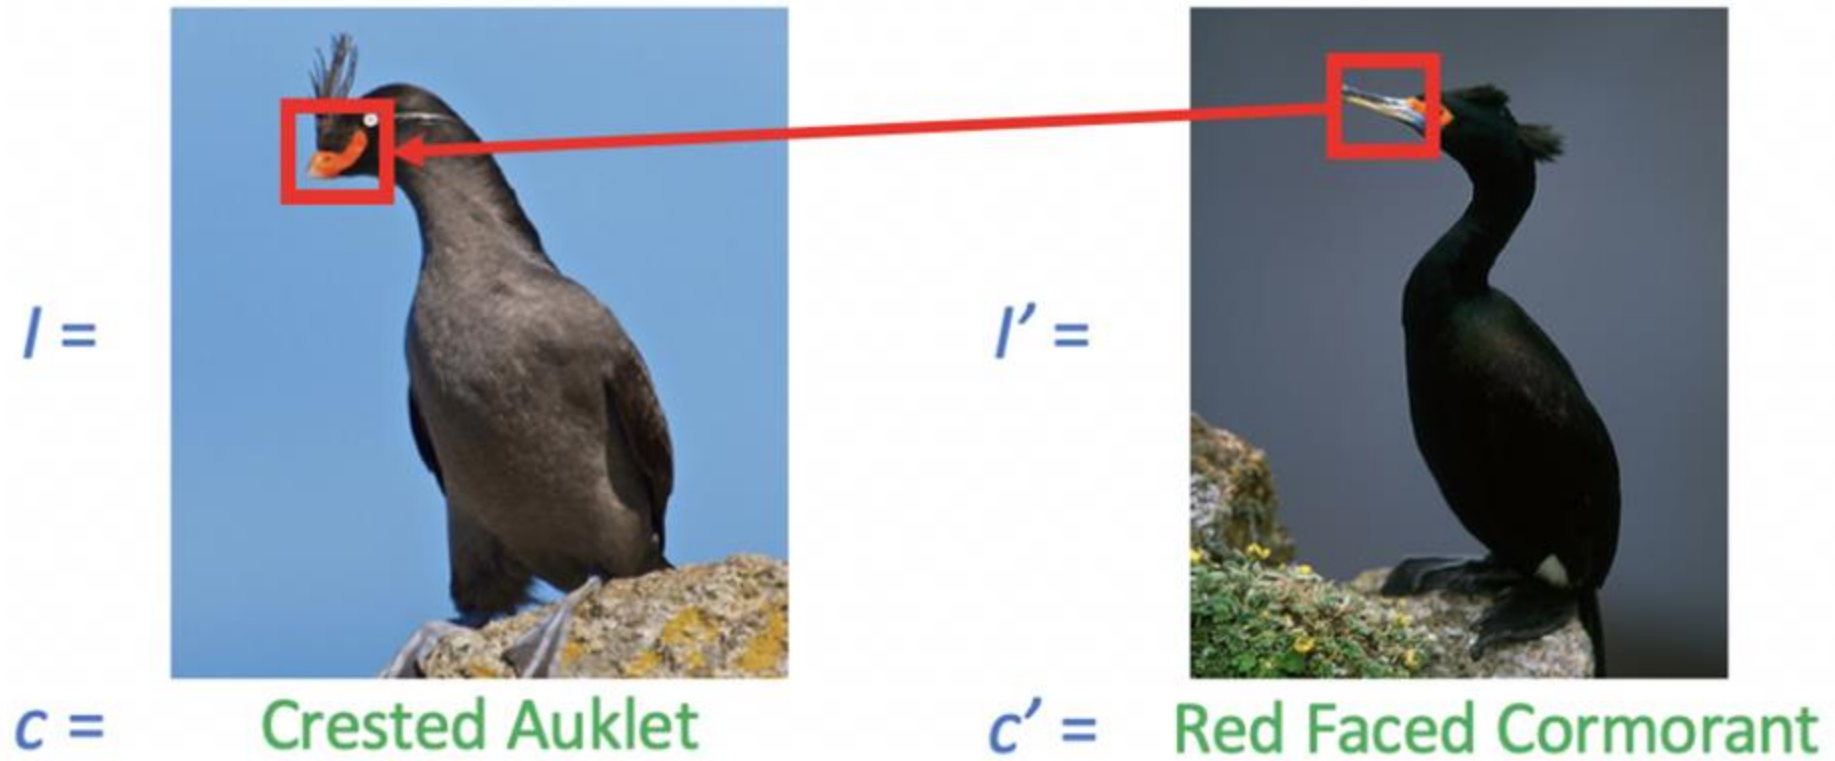 I =
I′ =
c = Crested Auklet
c′ = Red Faced Cormorant